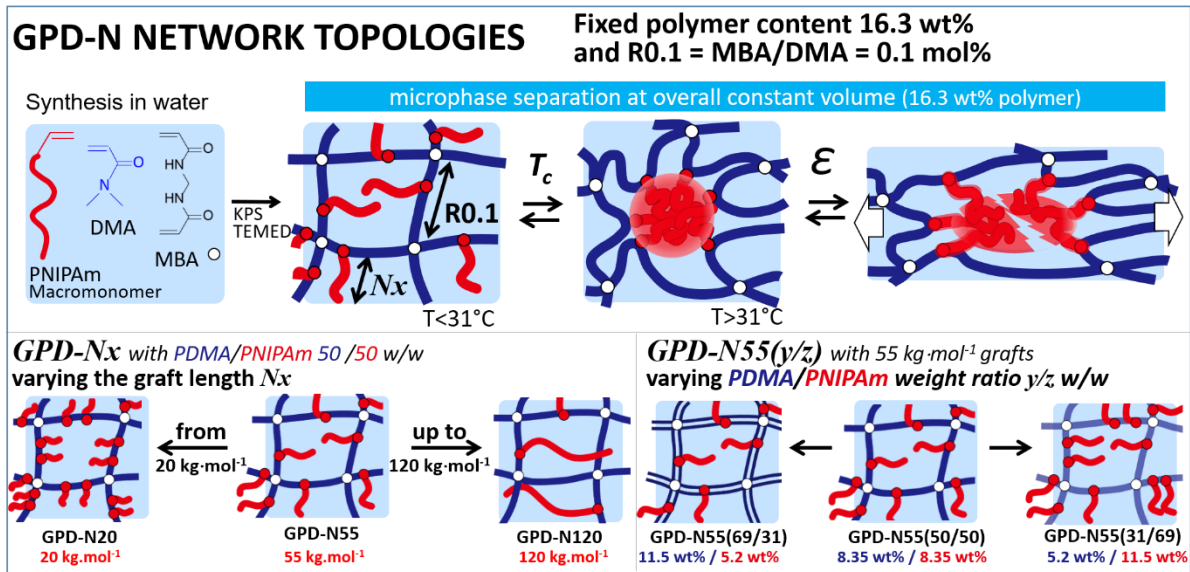 GPD-N NETWORK TOPOLOGIES
Fixed polymer content 16.3 wt%
and R0.1 = MBA/DMA = 0.1 mol%
Synthesis in water
microphase separation at overall constant volume (16.3 wt% polymer)
O
N
DMA
O
HN
HN
O
MBA
PNIPAm
Macromonomer
KPS
TEMED
R0.1
Nx
T<31°C
Tc
T>31°C
ε
GPD-Nx with PDMA/PNIPAm 50 /50 w/w
varying the graft length Nx
from
20 kg·mol-1
up to
120 kg·mol-1
GPD-N20
20 kg.mol-1
GPD-N55
55 kg.mol-1
GPD-N120
120 kg.mol-1
GPD-N55(y/z) with 55 kg·mol-1 grafts
varying PDMA/PNIPAm weight ratio y/z w/w
GPD-N55(69/31)
11.5 wt% / 5.2 wt%
GPD-N55(50/50)
8.35 wt% / 8.35 wt%
GPD-N55(31/69)
5.2 wt% / 11.5 wt%